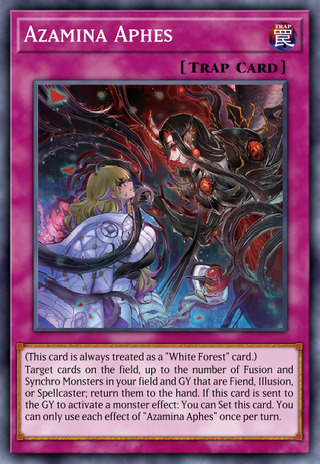 Azamina Aphes
TRAP
罠
[Trap Card]
(This card is always treated as a "White Forest" card.)
Target cards on the field, up to the number of Fusion and
Synchro Monsters in your field and GY that are Fiend, Illusion,
or Spellcaster; return them to the hand. If this card is sent to
the GY to activate a monster effect: You can Set this card. You
can only use each effect of "Azamina Aphes" once per turn.